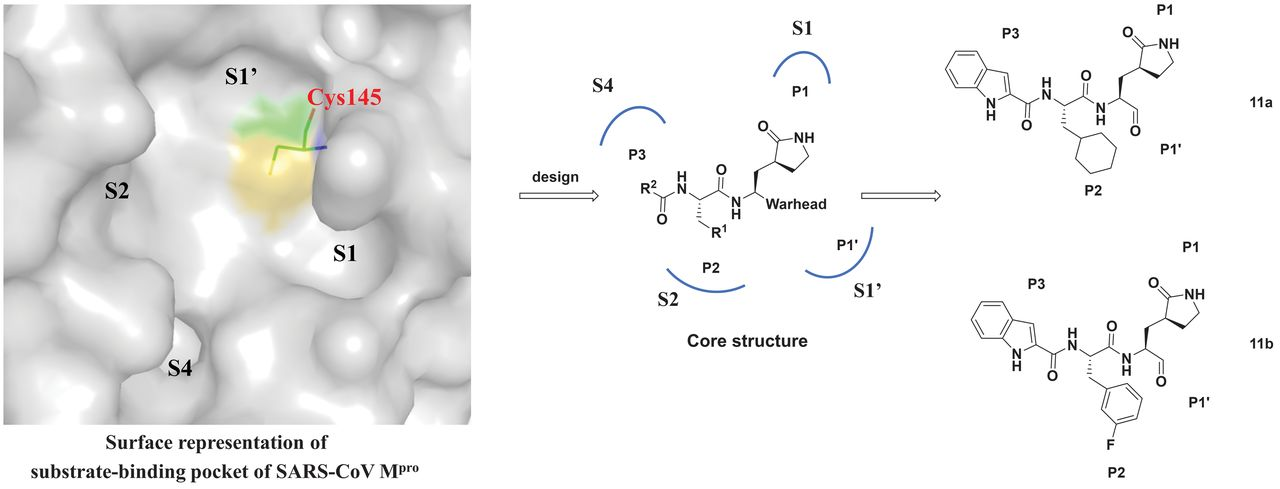 S1’
Cys145
S2
S1
S4
Surface representation of
substrate-binding pocket of SARS-CoV Mpro
design
S1
S4
P1
P3
O
NH
R2
H
N
O
O
N
H
Warhead
R1
P1'
P2
S2
S1’
Core structure
P1
P3
O
NH
H
N
O
N
H
O
N
H
O
P1'
P2
11a
P1
P3
O
NH
H
N
O
N
H
O
N
H
O
P1'
F
P2
11b